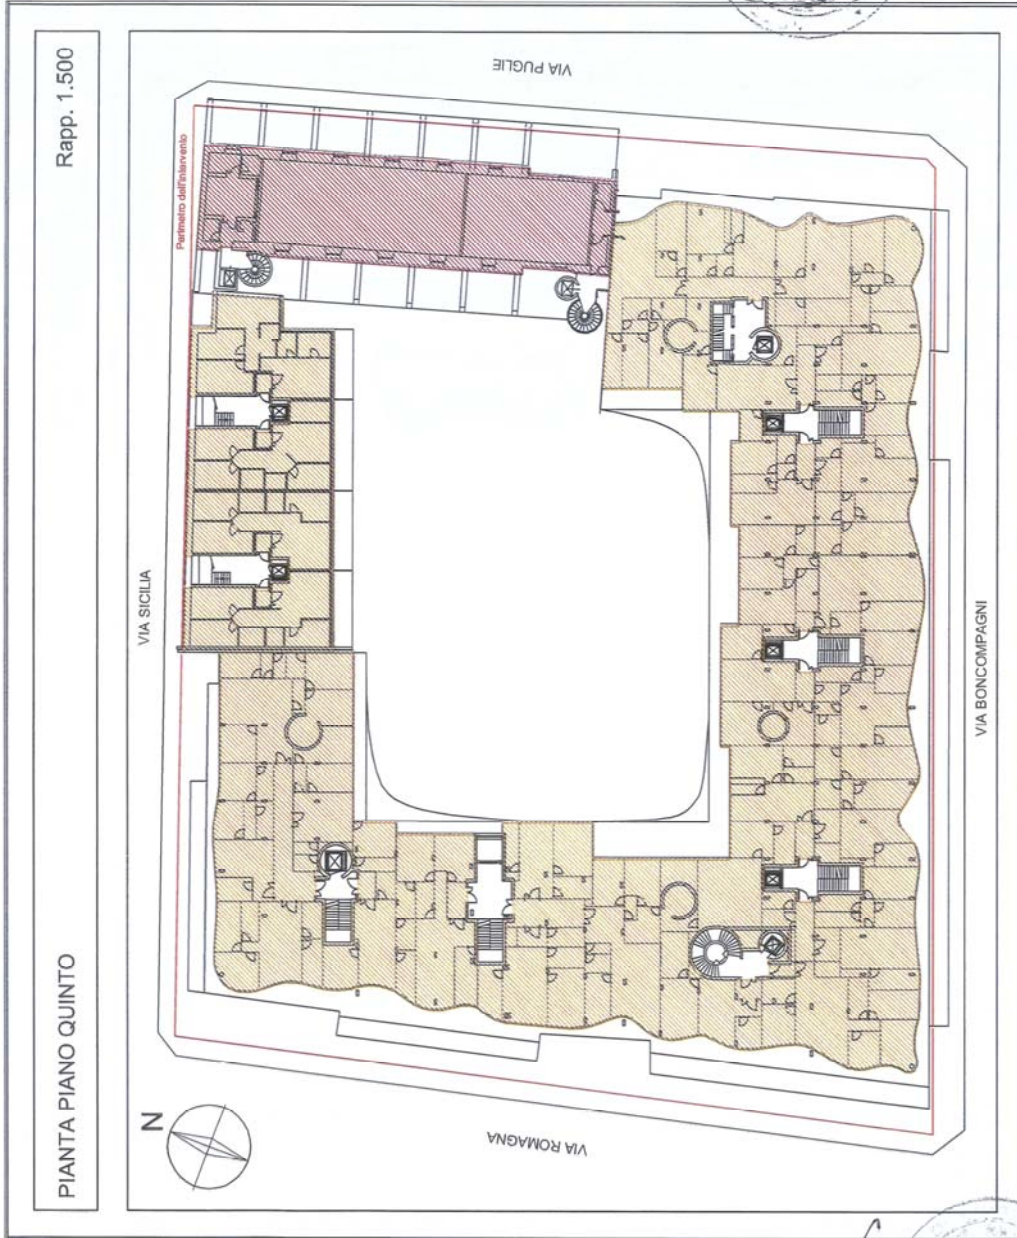 PIANTA PIANO QUINTO
Rapp. 1.500
VIA PUGLIE
Perimetro dell'intervento
VIA SICILIA
VIA BONCOMPAGNI
VIA ROMAGNA
N